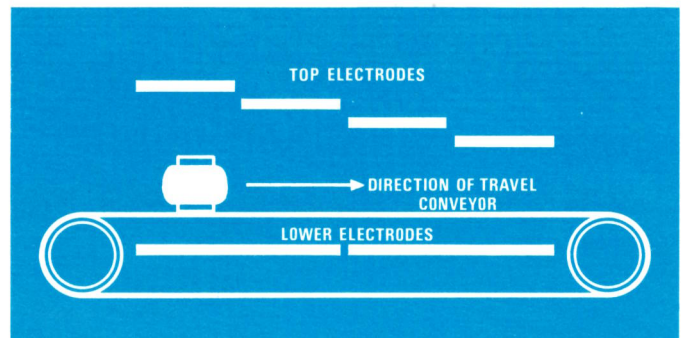 TOP ELECTRODES
DIRECTION OF TRAVEL
CONVEYOR
LOWER ELECTRODES